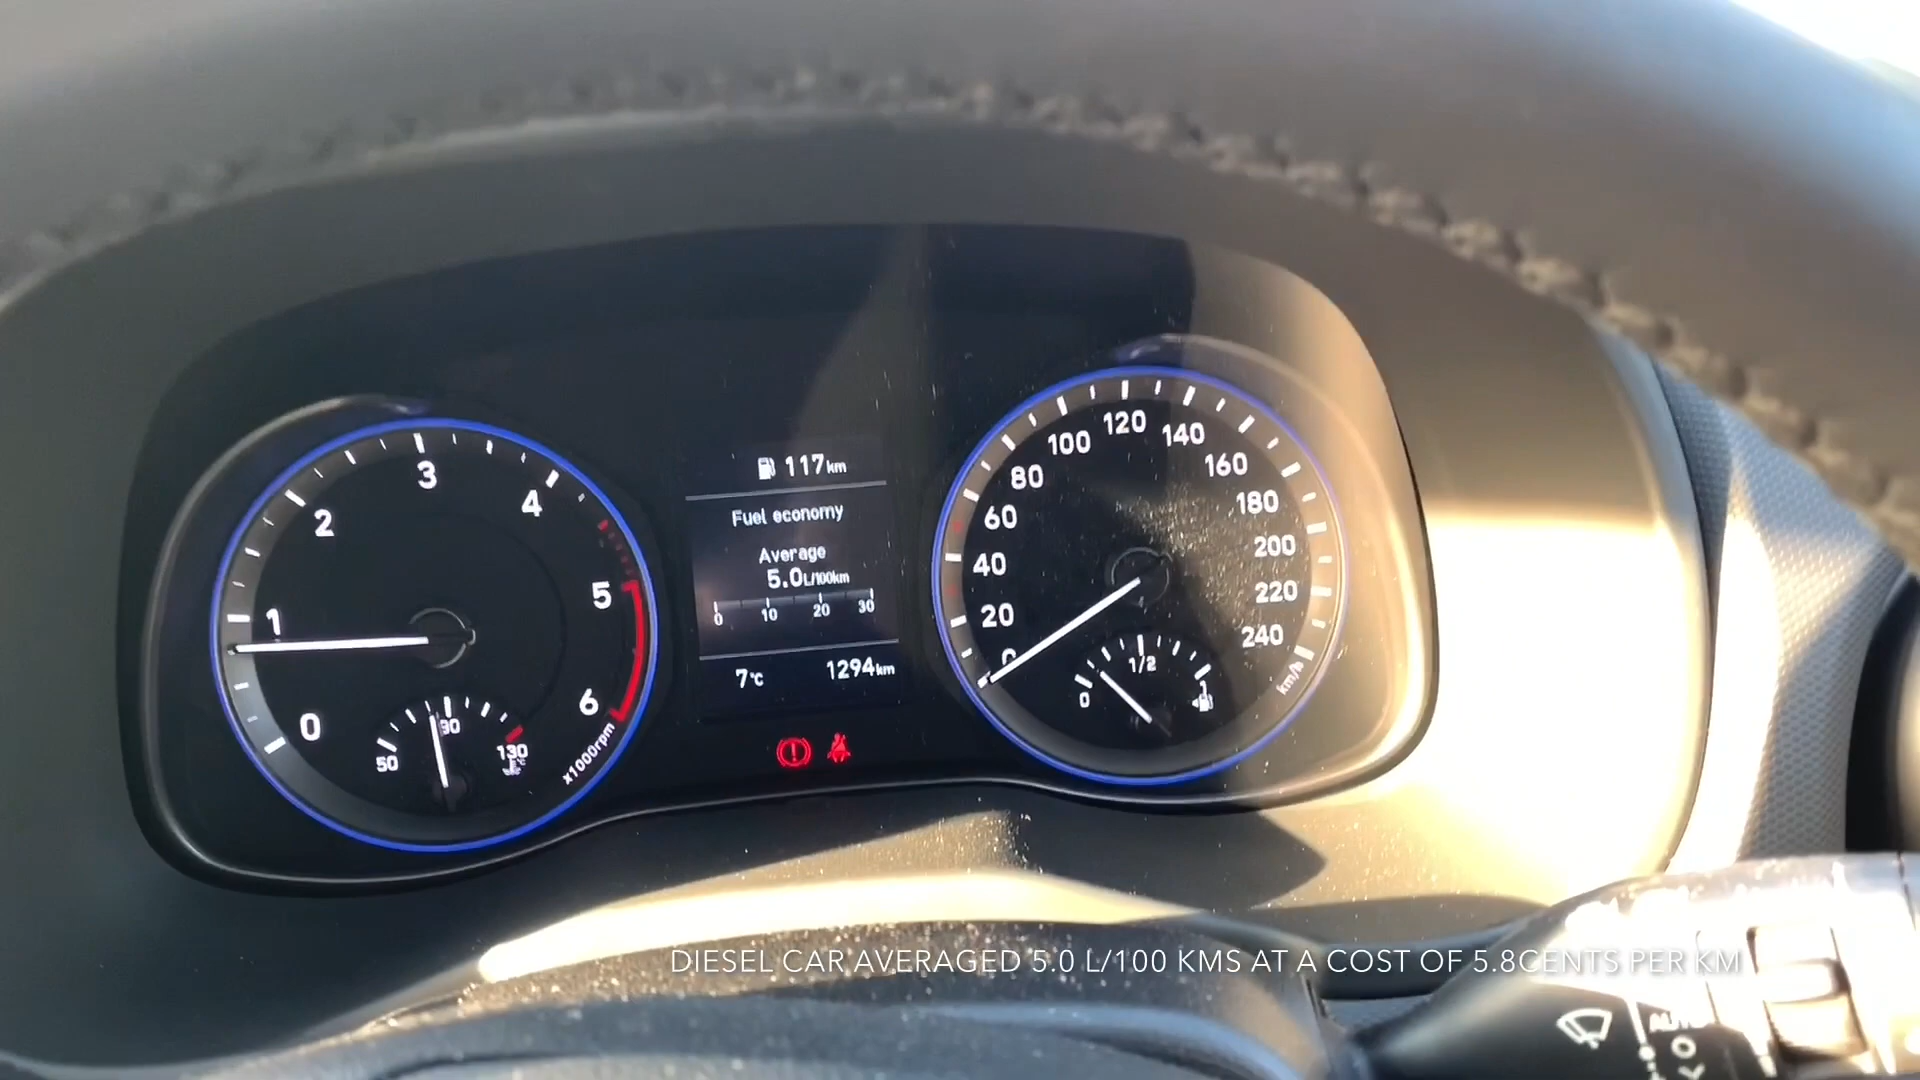 117km
Fuel economy
Average
5.0L/100km
0 10 20 30
7°C 1294km
0 1 2 3 4 5 6
x1000rpm
50 90 130
0 20 40 60 80 100 120 140 160 180 200 220 240
km/h
0 1/2 1
DIESEL CAR AVERAGED 5.0 L/100 KMS AT A COST OF 5.8CENTS PER KM
AUTO